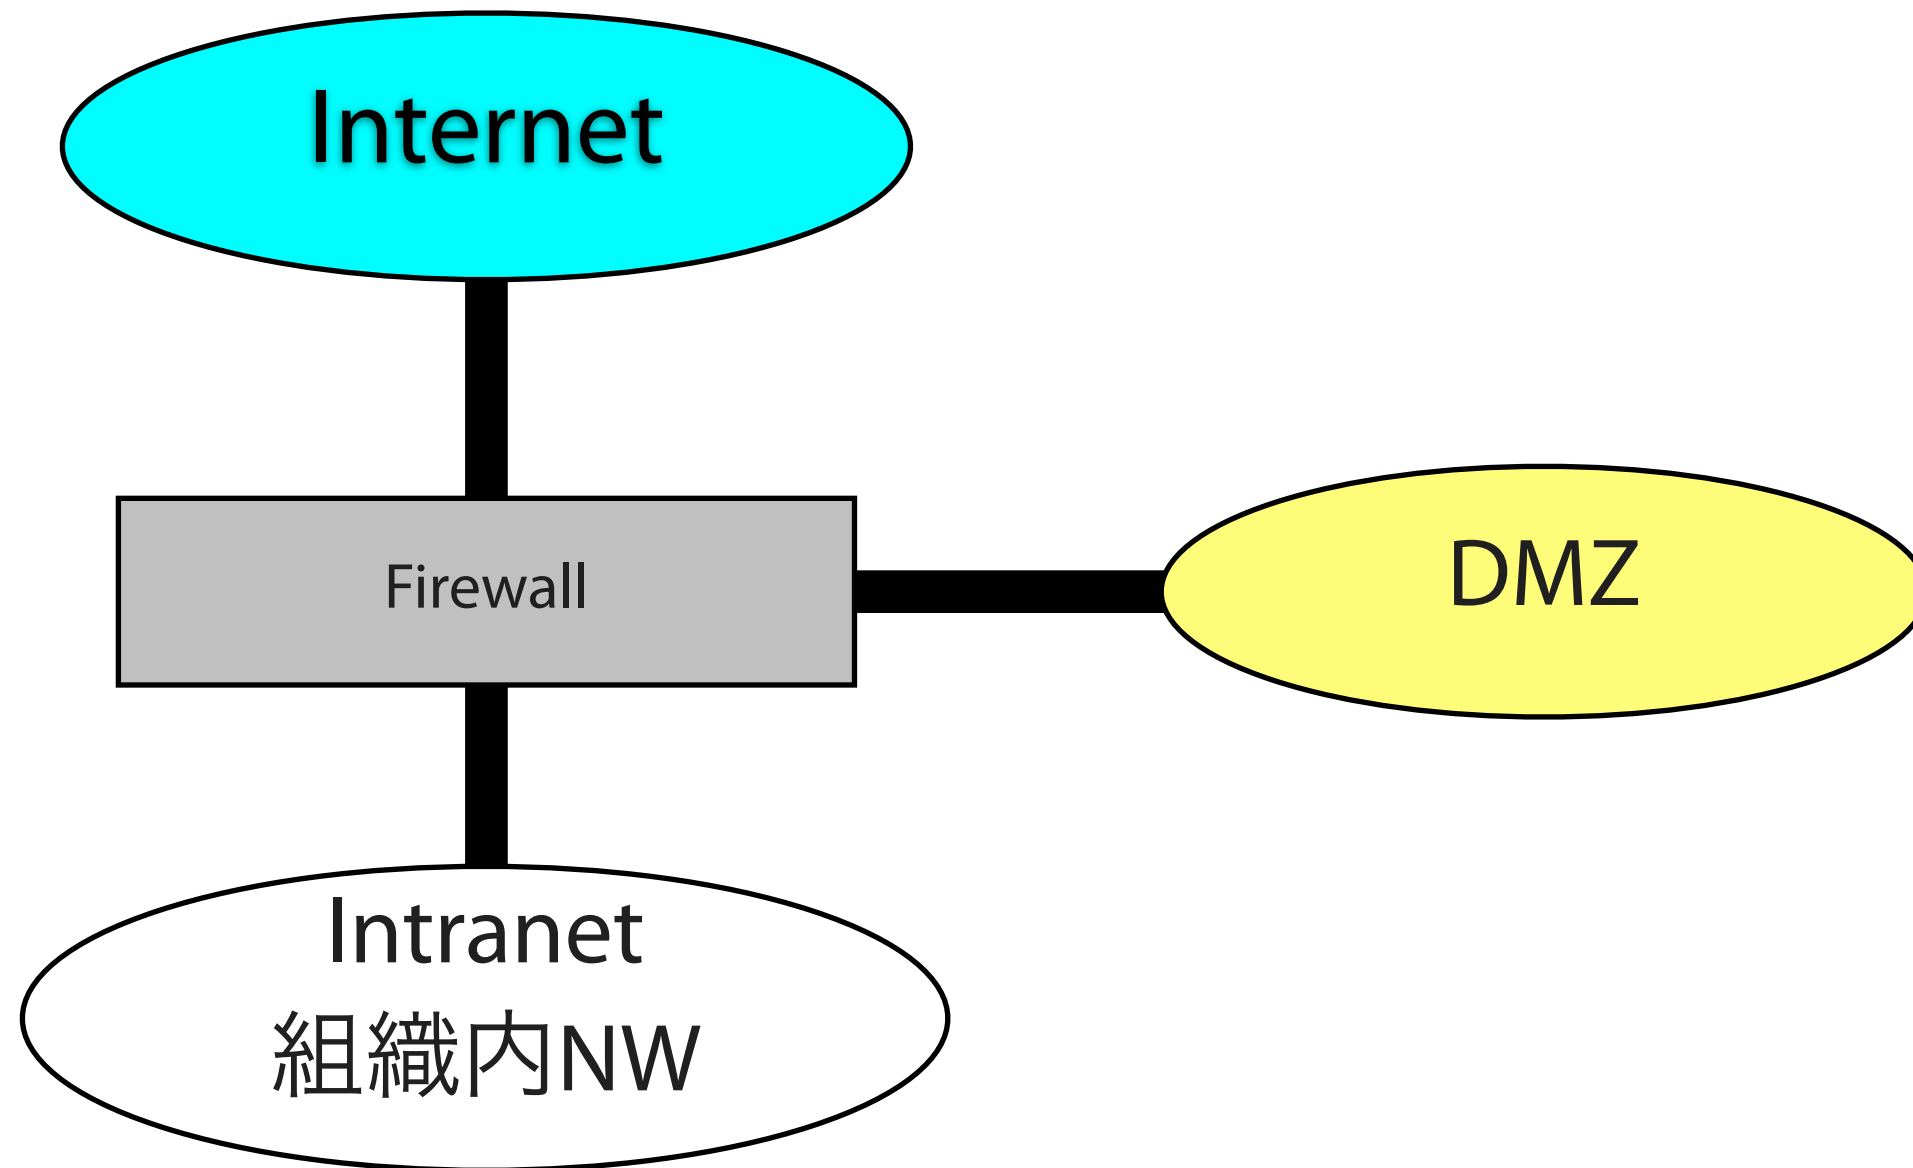 Internet
Firewall
DMZ
Intranet
組織内NW